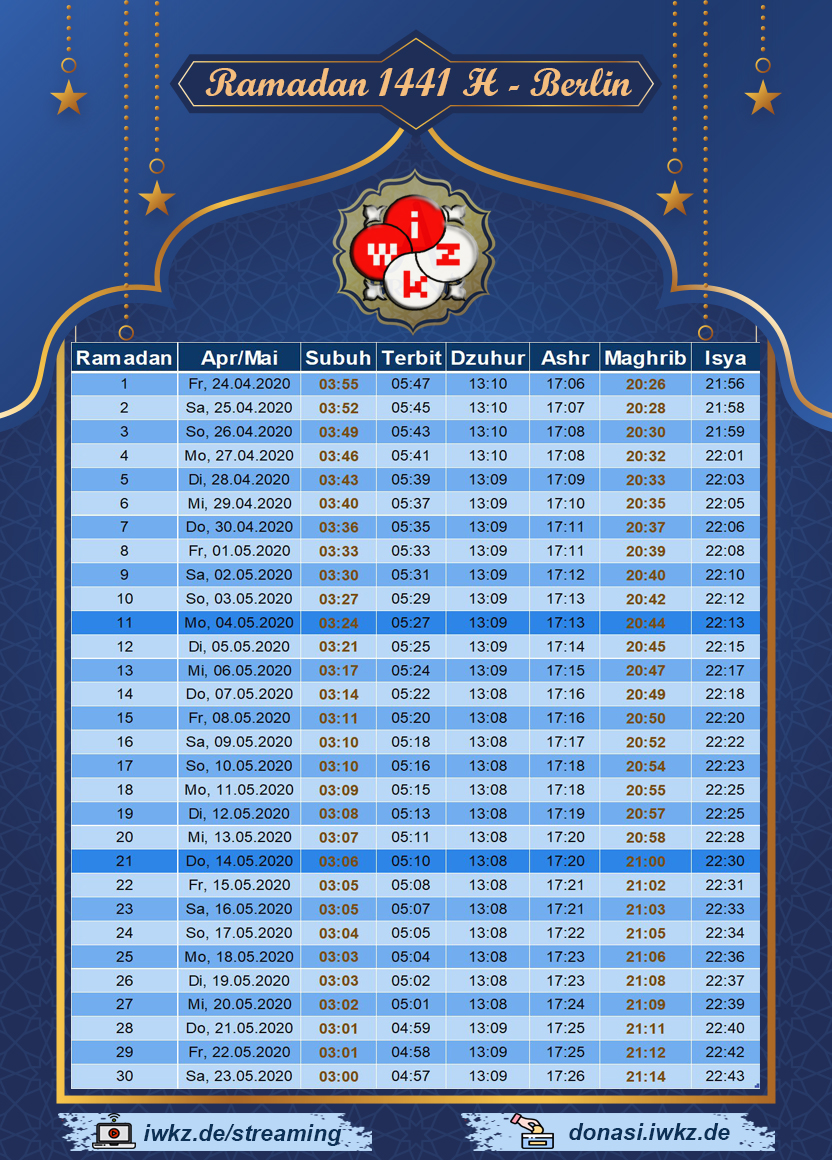 Ramadan 1441 H - Berlin
i
w z
k
Ramadan Apr/Mai Subuh Terbit Dzuhur Ashr Maghrib Isya
1 Fr, 24.04.2020 03:55 05:47 13:10 17:06 20:26 21:56
2 Sa, 25.04.2020 03:52 05:45 13:10 17:07 20:28 21:58
3 So, 26.04.2020 03:49 05:43 13:10 17:08 20:30 21:59
4 Mo, 27.04.2020 03:46 05:41 13:10 17:08 20:32 22:01
5 Di, 28.04.2020 03:43 05:39 13:09 17:09 20:33 22:03
6 Mi, 29.04.2020 03:40 05:37 13:09 17:10 20:35 22:05
7 Do, 30.04.2020 03:36 05:35 13:09 17:11 20:37 22:06
8 Fr, 01.05.2020 03:33 05:33 13:09 17:11 20:39 22:08
9 Sa, 02.05.2020 03:30 05:31 13:09 17:12 20:40 22:10
10 So, 03.05.2020 03:27 05:29 13:09 17:13 20:42 22:12
11 Mo, 04.05.2020 03:24 05:27 13:09 17:13 20:44 22:13
12 Di, 05.05.2020 03:21 05:25 13:09 17:14 20:45 22:15
13 Mi, 06.05.2020 03:17 05:24 13:09 17:15 20:47 22:17
14 Do, 07.05.2020 03:14 05:22 13:08 17:16 20:49 22:18
15 Fr, 08.05.2020 03:11 05:20 13:08 17:16 20:50 22:20
16 Sa, 09.05.2020 03:10 05:18 13:08 17:17 20:52 22:22
17 So, 10.05.2020 03:10 05:16 13:08 17:18 20:54 22:23
18 Mo, 11.05.2020 03:09 05:15 13:08 17:18 20:55 22:25
19 Di, 12.05.2020 03:08 05:13 13:08 17:19 20:57 22:25
20 Mi, 13.05.2020 03:07 05:11 13:08 17:20 20:58 22:28
21 Do, 14.05.2020 03:06 05:10 13:08 17:20 21:00 22:30
22 Fr, 15.05.2020 03:05 05:08 13:08 17:21 21:02 22:31
23 Sa, 16.05.2020 03:05 05:07 13:08 17:21 21:03 22:33
24 So, 17.05.2020 03:04 05:05 13:08 17:22 21:05 22:34
25 Mo, 18.05.2020 03:03 05:04 13:08 17:23 21:06 22:36
26 Di, 19.05.2020 03:03 05:02 13:08 17:23 21:08 22:37
27 Mi, 20.05.2020 03:02 05:01 13:08 17:24 21:09 22:39
28 Do, 21.05.2020 03:01 04:59 13:09 17:25 21:11 22:40
29 Fr, 22.05.2020 03:01 04:58 13:09 17:25 21:12 22:42
30 Sa, 23.05.2020 03:00 04:57 13:09 17:26 21:14 22:43
iwkz.de/streaming donasi.iwkz.de